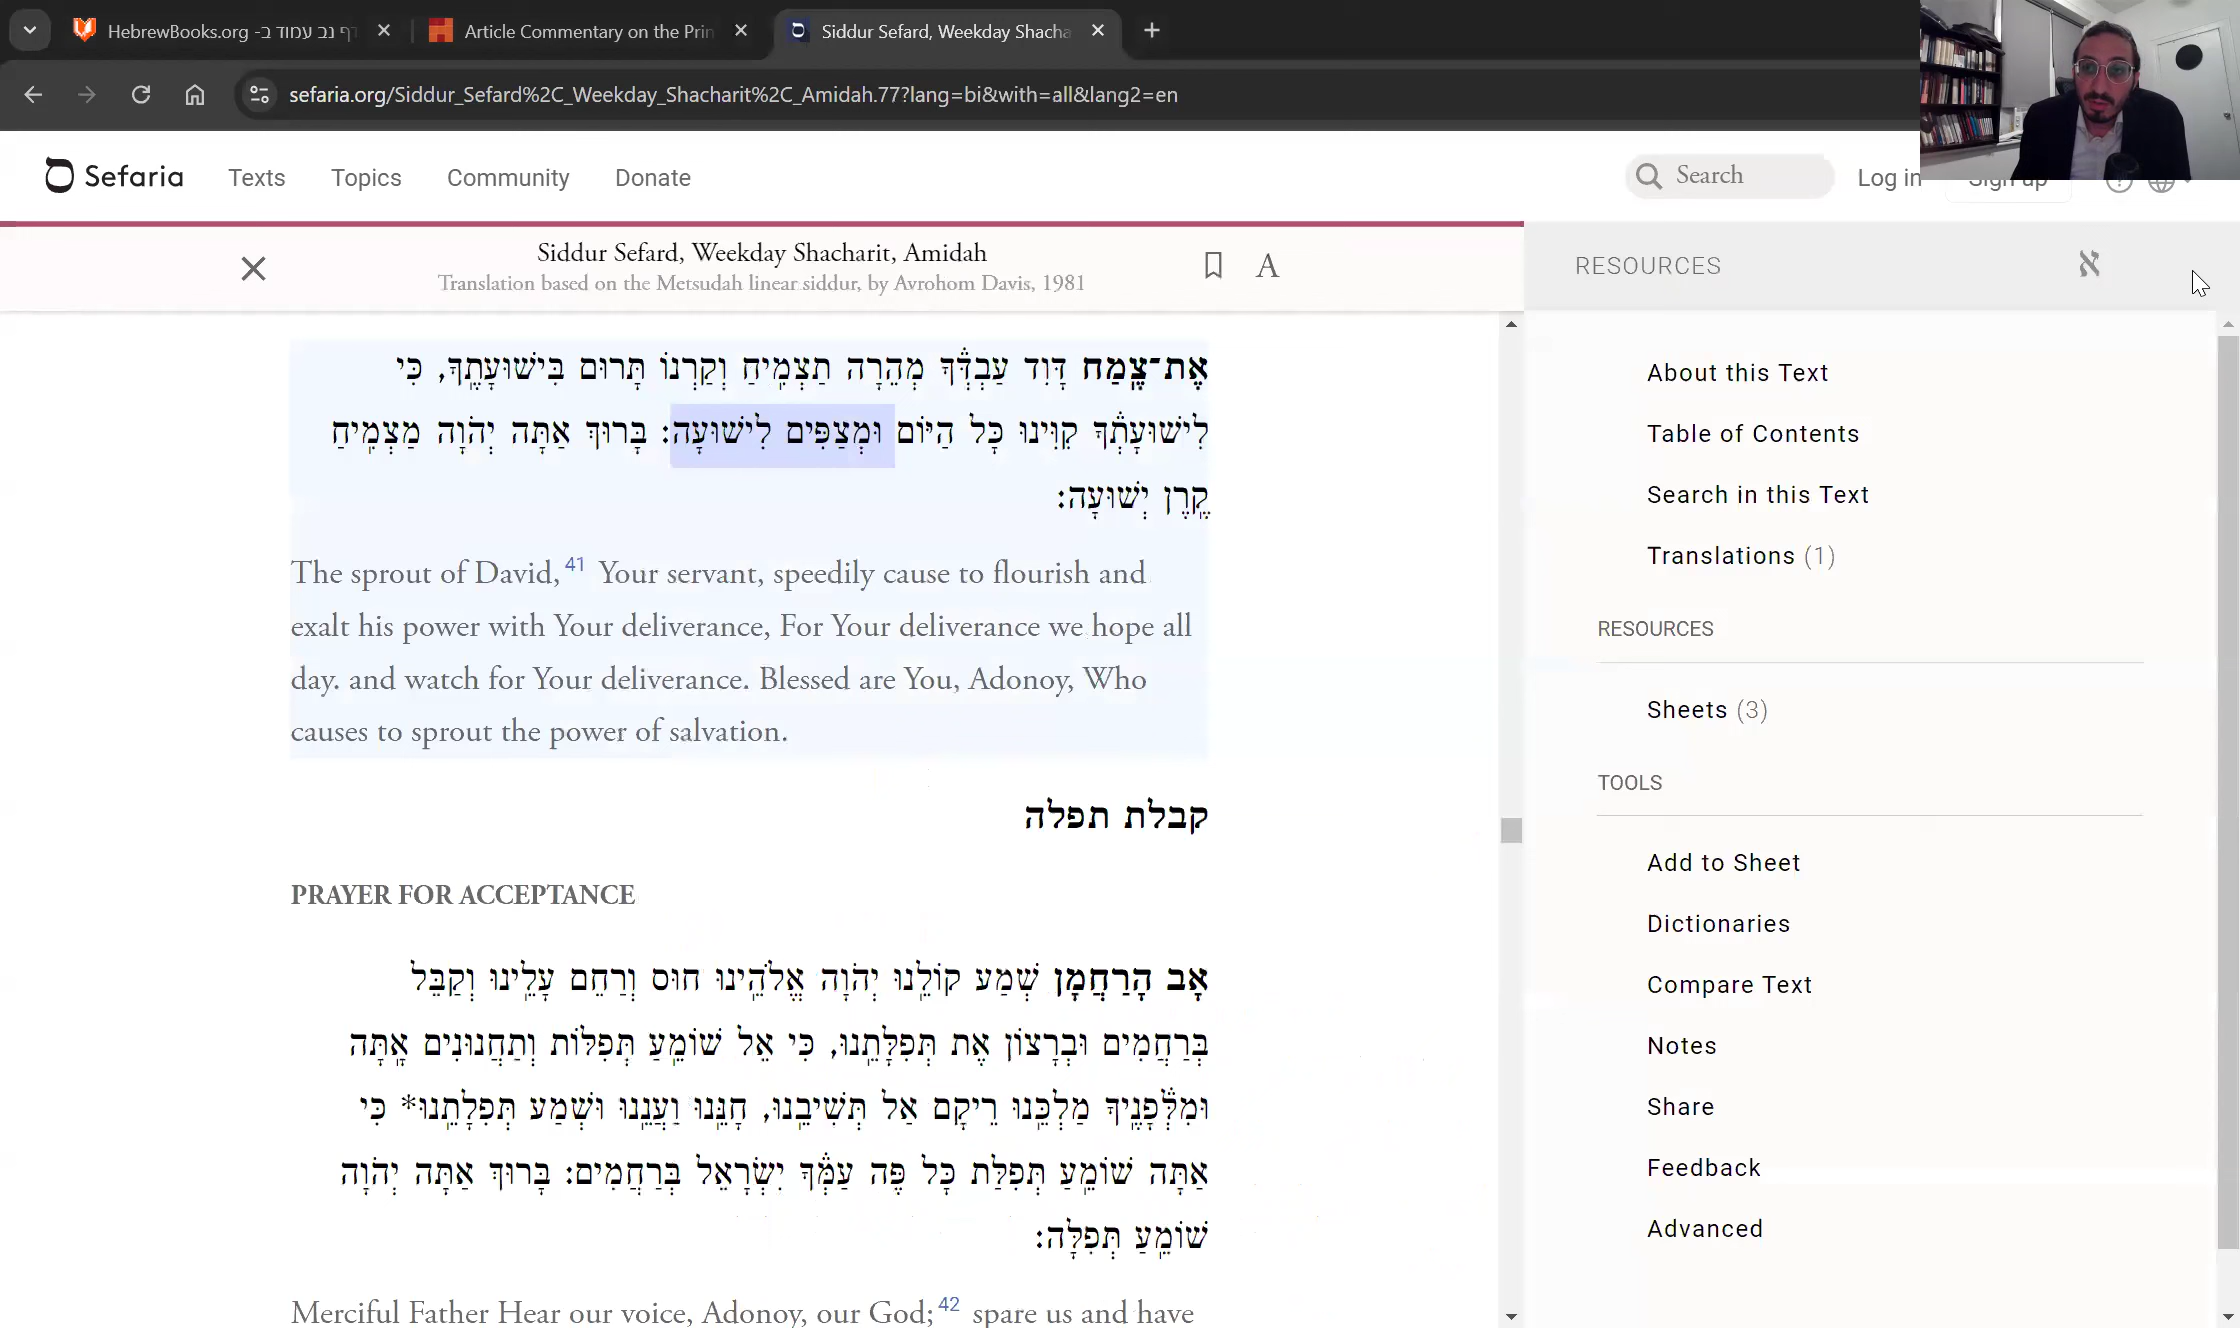 HebrewBooks.org -דף נב עמוד ב
Article Commentary on the Prin
Siddur Sefard, Weekday Shacha
sefaria.org/Siddur_Sefard%2C_Weekday_Shacharit%2C_Amidah.77?lang=bi&with=all&lang2=en
Sefaria
Texts
Topics
Community
Donate
Search
Log in
Sign up
Siddur Sefard, Weekday Shacharit, Amidah
Translation based on the Metsudah linear siddur, by Avrohom Davis, 1981
A
אֶת־צֶֽמַח דָּוִד עַבְדְּ֒ךָ מְהֵרָה תַצְמִֽיחַ וְקַרְנוֹ תָּרוּם בִּישׁוּעָתֶֽךָ, כִּי
לִישׁוּעָתְ֒ךָ קִוִּינוּ כָּל הַיּוֹם וּמְצַפִּים לִישׁוּעָה: בָּרוּךְ אַתָּה יְהֹוָה מַצְמִֽיחַ
קֶֽרֶן יְשׁוּעָה:
The sprout of David,41 Your servant, speedily cause to flourish and
exalt his power with Your deliverance, For Your deliverance we hope all
day. and watch for Your deliverance. Blessed are You, Adonoy, Who
causes to sprout the power of salvation.
קבלת תפלה
PRAYER FOR ACCEPTANCE
אָב הָרַחֲמָן שְׁמַע קוֹלֵֽנוּ יְהֹוָה אֱלֹהֵֽינוּ חוּס וְרַחֵם עָלֵֽינוּ וְקַבֵּל
בְּרַחֲמִים וּבְרָצוֹן אֶת תְּפִלָּתֵֽנוּ, כִּי אֵל שׁוֹמֵֽעַ תְּפִלּוֹת וְתַחֲנוּנִים אָֽתָּה
וּמִלְּ֒פָנֶֽיךָ מַלְכֵּֽנוּ רֵיקָם אַל תְּשִׁיבֵֽנוּ, חָנֵּֽנוּ וַעֲנֵֽנוּ וּשְׁמַע תְּפִלָתֵֽנוּ* כִּי
אַתָּה שׁוֹמֵֽעַ תְּפִלַּת כָּל פֶּה עַמְּ֒ךָ יִשְׂרָאֵל בְּרַחֲמִים: בָּרוּךְ אַתָּה יְהֹוָה
שׁוֹמֵֽעַ תְּפִלָּה:
Merciful Father Hear our voice, Adonoy, our God;42 spare us and have
RESOURCES
א
About this Text
Table of Contents
Search in this Text
Translations (1)
RESOURCES
Sheets (3)
TOOLS
Add to Sheet
Dictionaries
Compare Text
Notes
Share
Feedback
Advanced